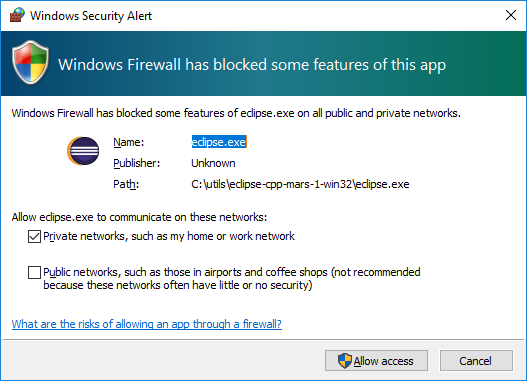 Windows Security Alert
Windows Firewall has blocked some features of this app
Windows Firewall has blocked some features of eclipse.exe on all public and private networks.
Name: eclipse.exe
Publisher: Unknown
Path: C:\utils\eclipse-cpp-mars-1-win32\eclipse.exe
Allow eclipse.exe to communicate on these networks:
Private networks, such as my home or work network
Public networks, such as those in airports and coffee shops (not recommended
because these networks often have little or no security)
What are the risks of allowing an app through a firewall?
Allow access Cancel